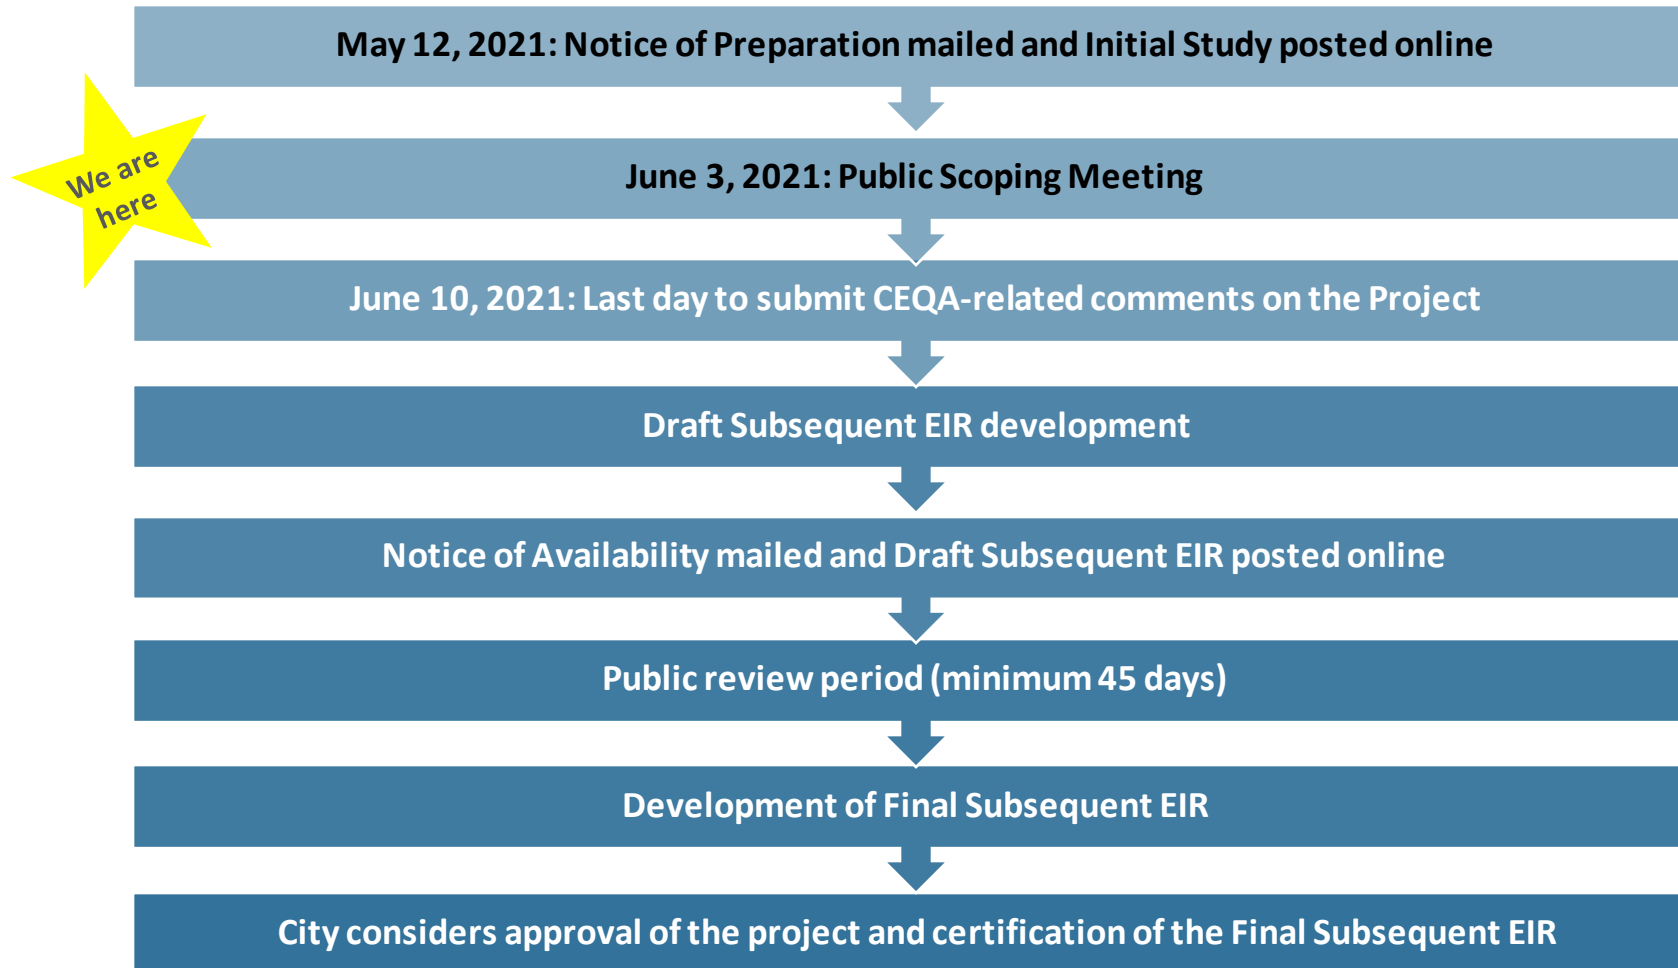 May 12, 2021: Notice of Preparation mailed and Initial Study posted online
We are
here
June 3, 2021: Public Scoping Meeting
June 10, 2021: Last day to submit CEQA-related comments on the Project
Draft Subsequent EIR development
Notice of Availability mailed and Draft Subsequent EIR posted online
Public review period (minimum 45 days)
Development of Final Subsequent EIR
City considers approval of the project and certification of the Final Subsequent EIR